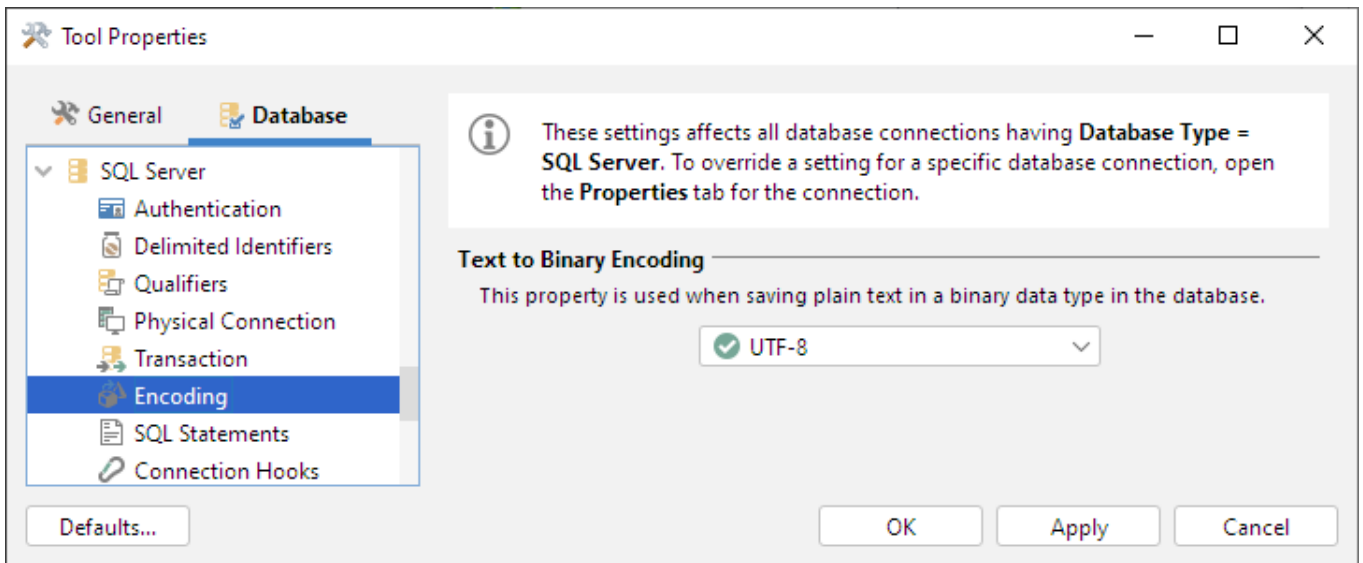 Tool Properties
General Database
SQL Server
Authentication
Delimited Identifiers
Qualifiers
Physical Connection
Transaction
Encoding
SQL Statements
Connection Hooks
These settings affects all database connections having Database Type =
SQL Server. To override a setting for a specific database connection, open
the Properties tab for the connection.
Text to Binary Encoding
This property is used when saving plain text in a binary data type in the database.
UTF-8
Defaults... OK Apply Cancel